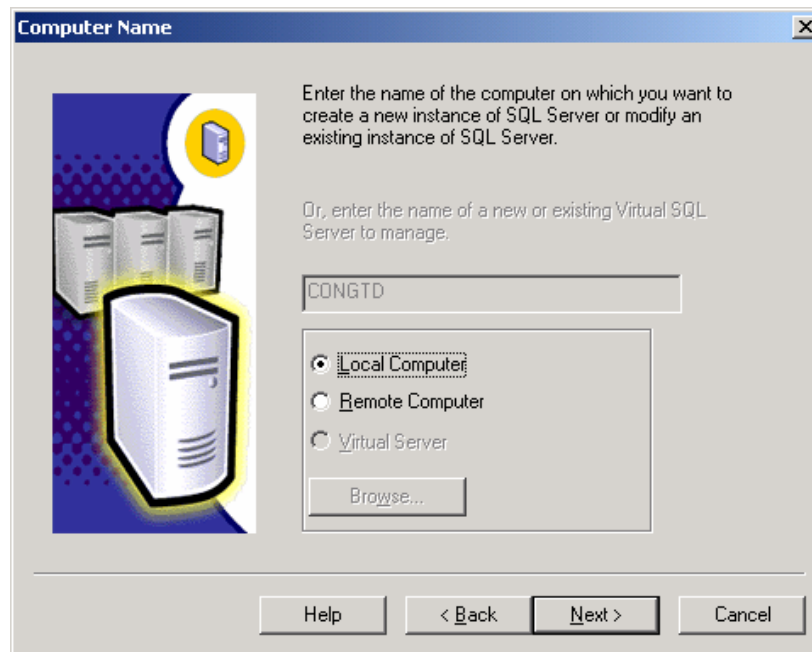 Computer Name
Enter the name of the computer on which you want to
create a new instance of SQL Server or modify an
existing instance of SQL Server.
Or, enter the name of a new or existing Virtual SQL
Server to manage.
CONGTD
Local Computer
Remote Computer
Virtual Server
Browse...
Help
< Back
Next >
Cancel